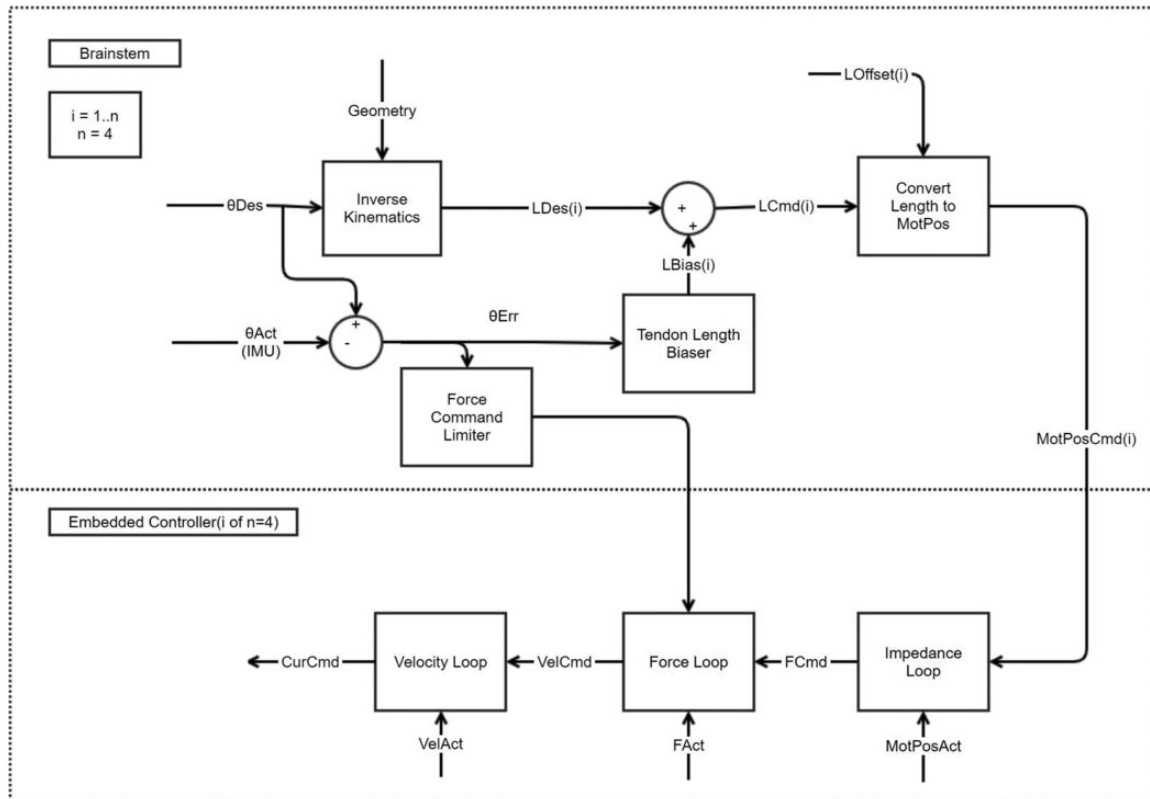 Brainstem
i = 1..n
n = 4
LOffset(i)
Geometry
θDes
Inverse
Kinematics
LDes(i)
+
+
LCmd(i)
Convert
Length to
MotPos
LBias(i)
θAct
(IMU)
+
-
θErr
Tendon Length
Biaser
Force
Command
Limiter
MotPosCmd(i)
Embedded Controller(i of n=4)
CurCmd
Velocity Loop
VelCmd
Force Loop
FCmd
Impedance
Loop
VelAct
FAct
MotPosAct